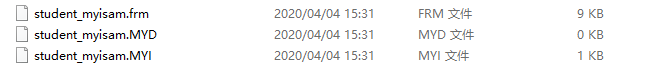 student_myisam.frm 2020/04/04 15:31 FRM 文件 9 KB
student_myisam.MYD 2020/04/04 15:31 MYD 文件 0 KB
student_myisam.MYI 2020/04/04 15:31 MYI 文件 1 KB